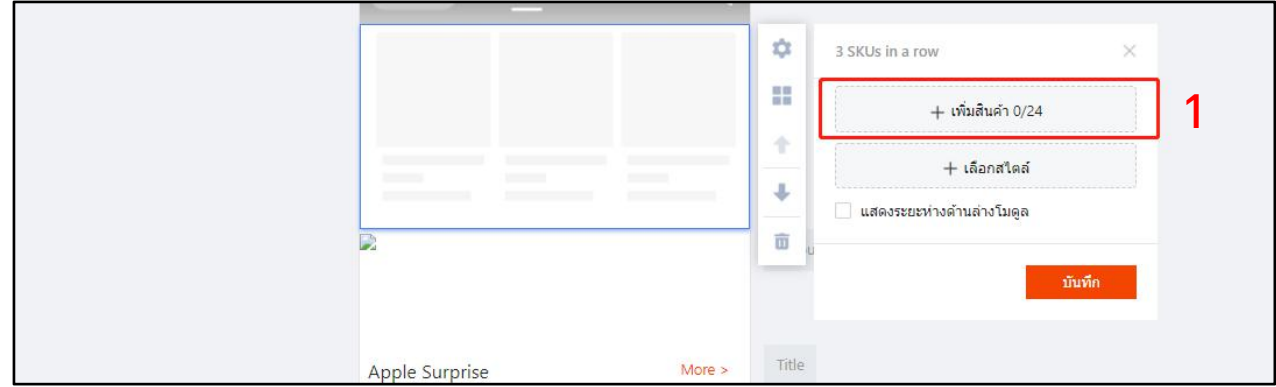 3 SKUs in a row
+ เพิ่มสินค้า 0/24
1
+ เลือกสไตล์
แสดงระยะห่างด้านล่างโมดูล
บันทึก
Apple Surprise
More >
Title